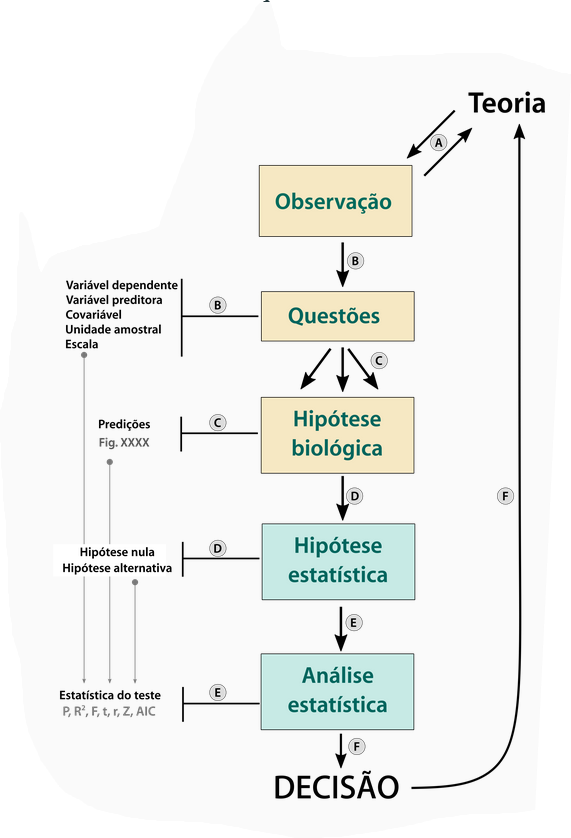 Teoria
A
Observação
B
Variável dependente
Variável preditora
Covariável
Unidade amostral
Escala
B
Questões
C
Predições
Fig. XXXX
C
Hipótese
biológica
D
Hipótese nula
Hipótese alternativa
D
Hipótese
estatística
F
E
Estatística do teste
P, R², F, t, r, Z, AIC
E
Análise
estatística
F
DECISÃO